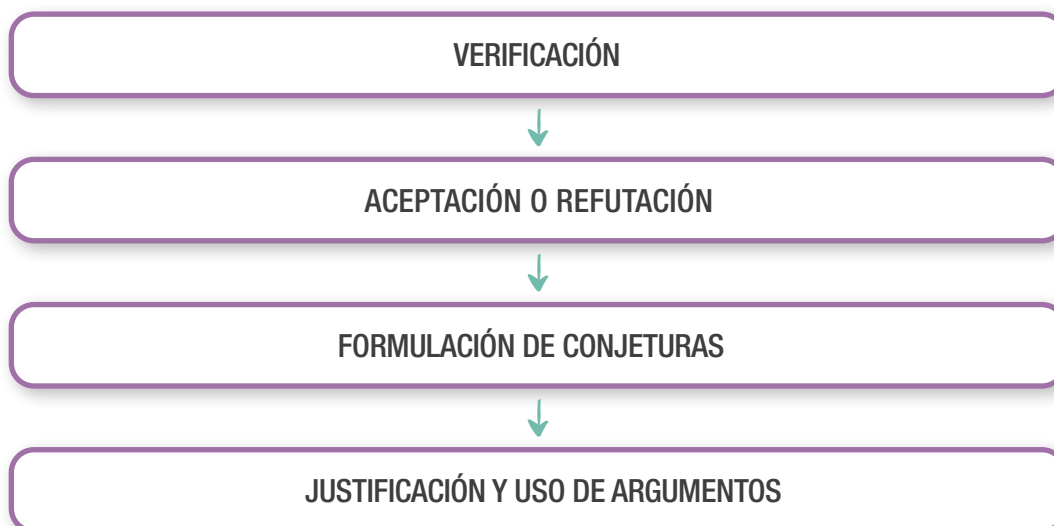 VERIFICACIÓN
ACEPTACIÓN O REFUTACIÓN
FORMULACIÓN DE CONJETURAS
JUSTIFICACIÓN Y USO DE ARGUMENTOS